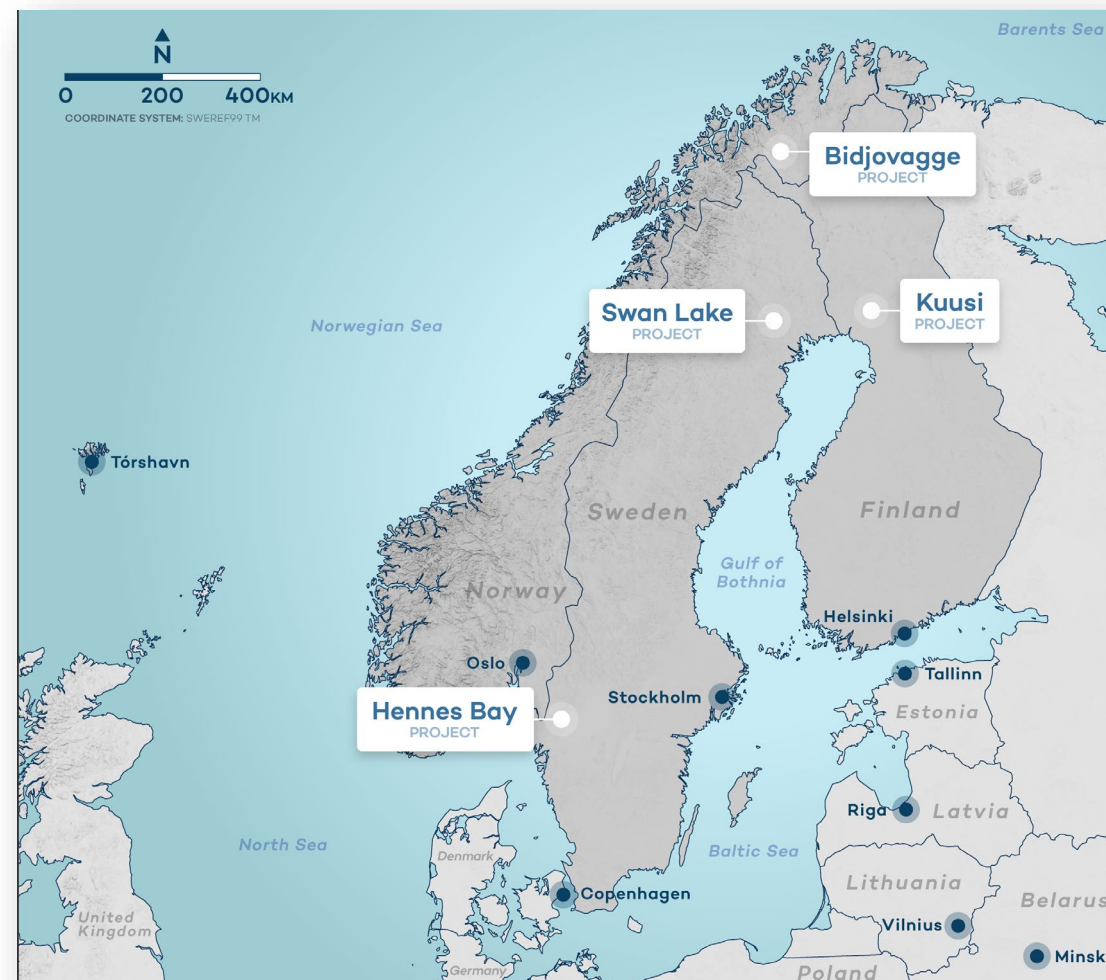 Barents Sea
N
0 200 400KM
COORDINATE SYSTEM: SWEREF99 TM
Bidjovagge
PROJECT
Swan Lake
PROJECT
Kuusi
PROJECT
Norwegian Sea
Tórshavn
Sweden
Finland
Gulf of
Bothnia
Norway
Helsinki
Oslo
Tallinn
Stockholm
Hennes Bay
PROJECT
Estonia
Riga
Latvia
North Sea
Baltic Sea
Denmark
Lithuania
Copenhagen
Belarus
United
Kingdom
Vilnius
Minsk
Germany
Poland